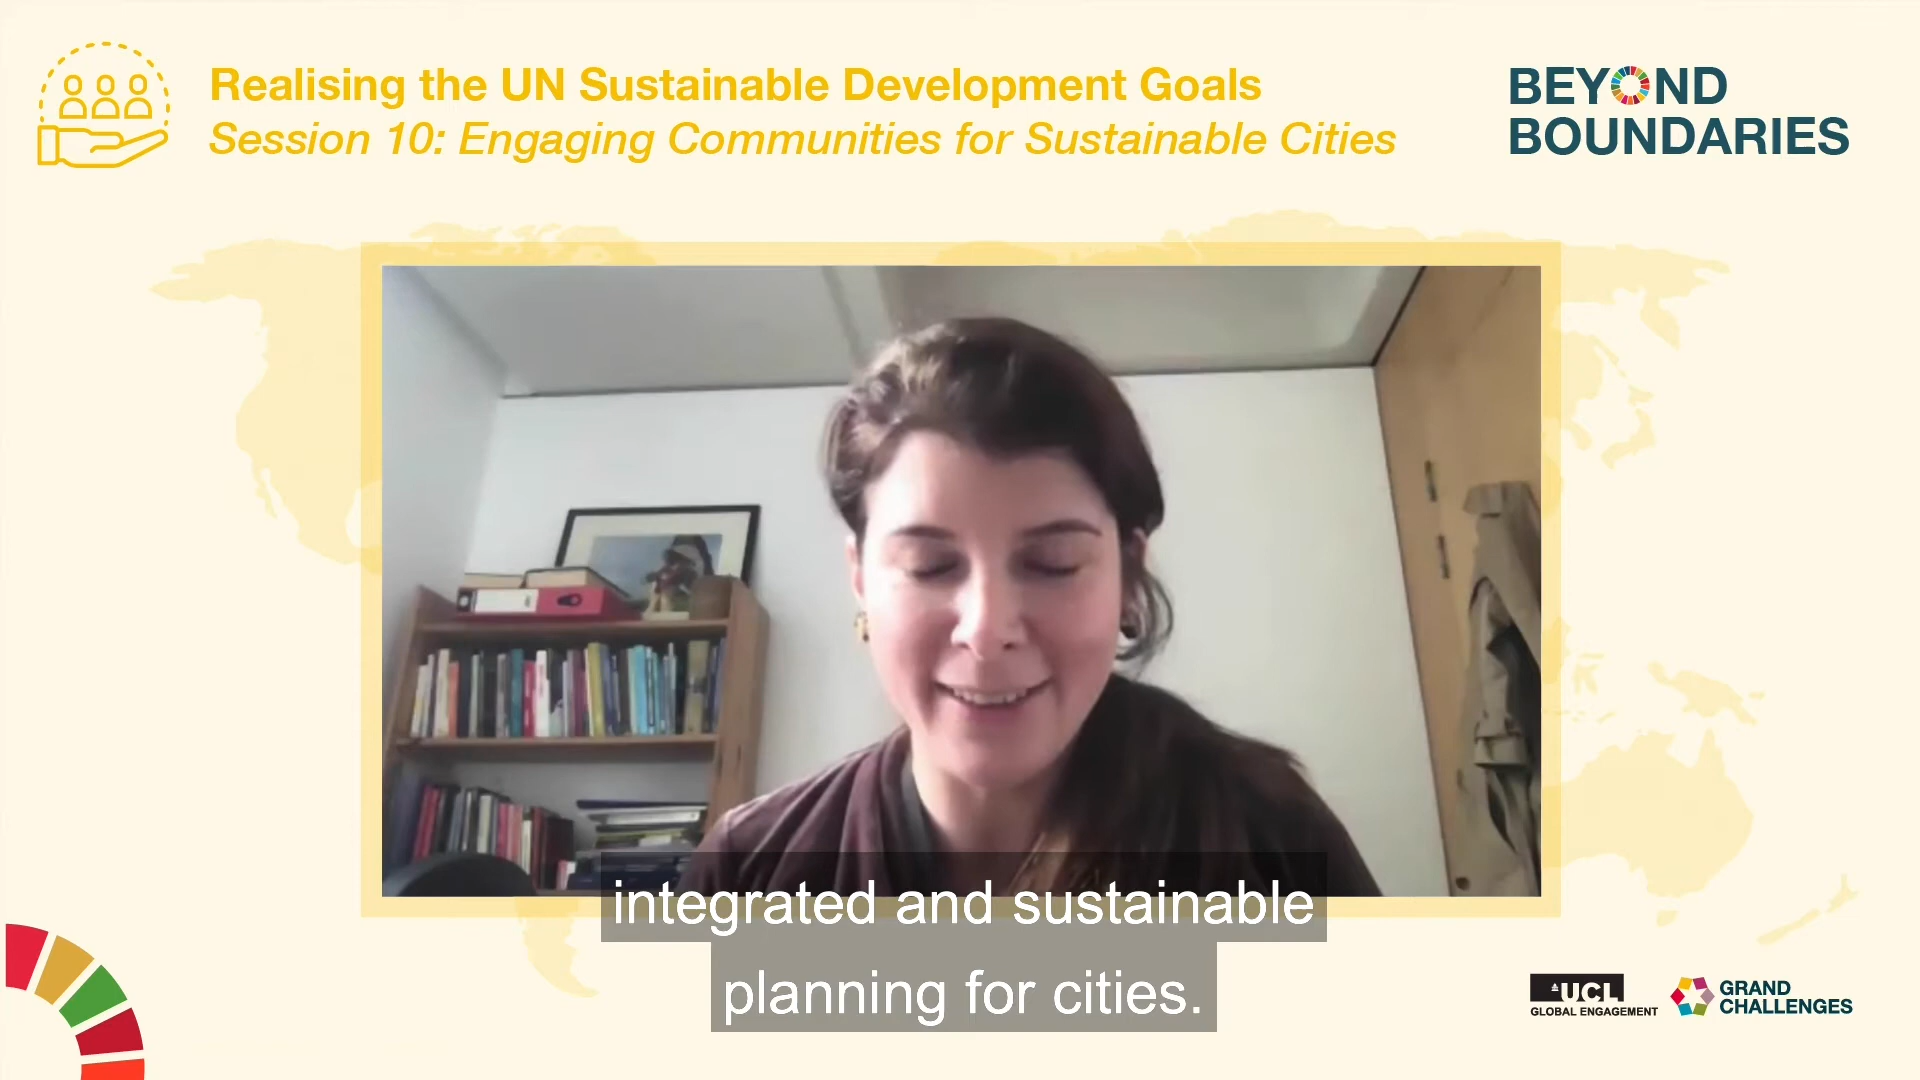 Realising the UN Sustainable Development Goals
Session 10: Engaging Communities for Sustainable Cities
BEYOND
BOUNDARIES
integrated and sustainable
planning for cities.
UCL
GLOBAL ENGAGEMENT
GRAND
CHALLENGES